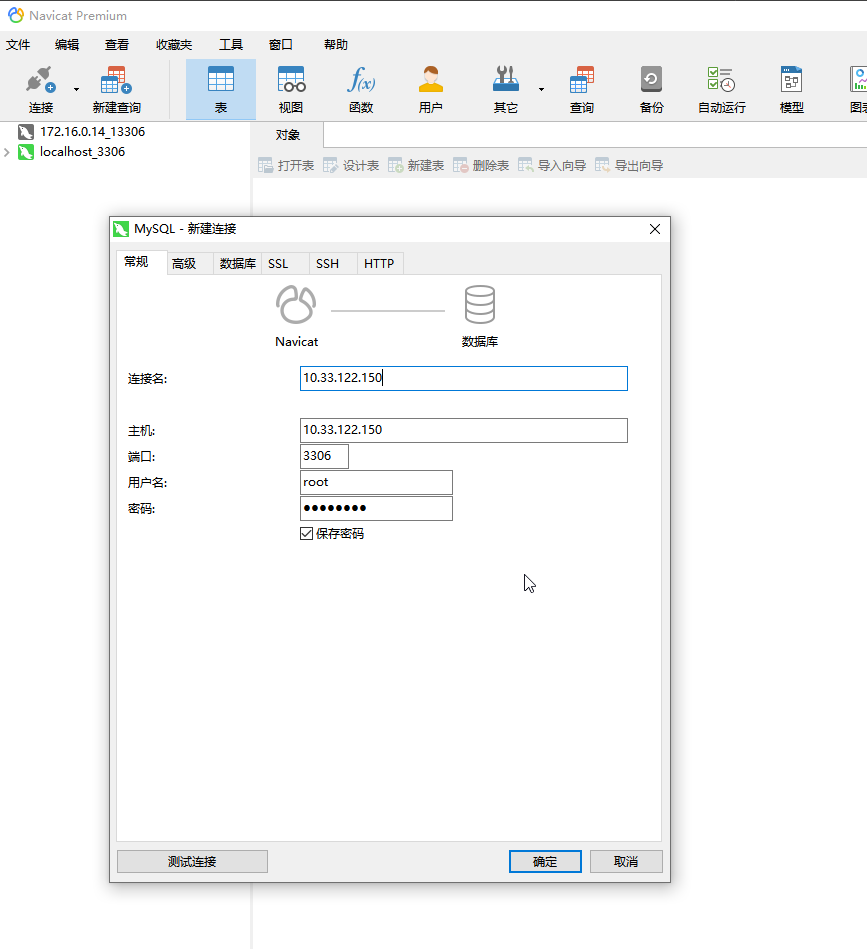 Navicat Premium
文件 编辑 查看 收藏夹 工具 窗口 帮助
连接 新建查询 表 视图 函数 用户 其它 查询 备份 自动运行 模型 图表
172.16.0.14_13306 对象
localhost_3306
打开表 设计表 新建表 删除表 导入向导 导出向导
MySQL - 新建连接
常规 高级 数据库 SSL SSH HTTP
Navicat 数据库
连接名: 10.33.122.150
主机: 10.33.122.150
端口: 3306
用户名: root
密码: ●●●●●●●●
保存密码
测试连接 确定 取消